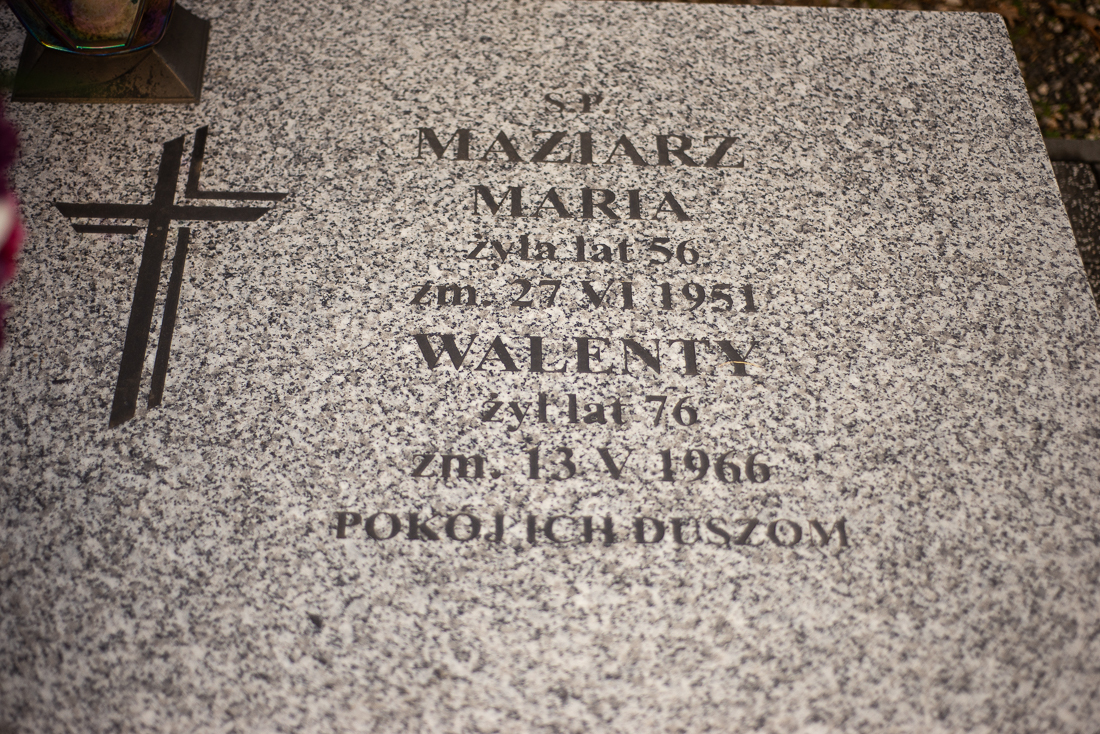 Ś.P.
MAZIARZ
MARIA
żyła lat 56
zm. 27 VI 1951
WALENTY
żył lat 76
zm. 13 V 1966
POKÓJ ICH DUSZOM